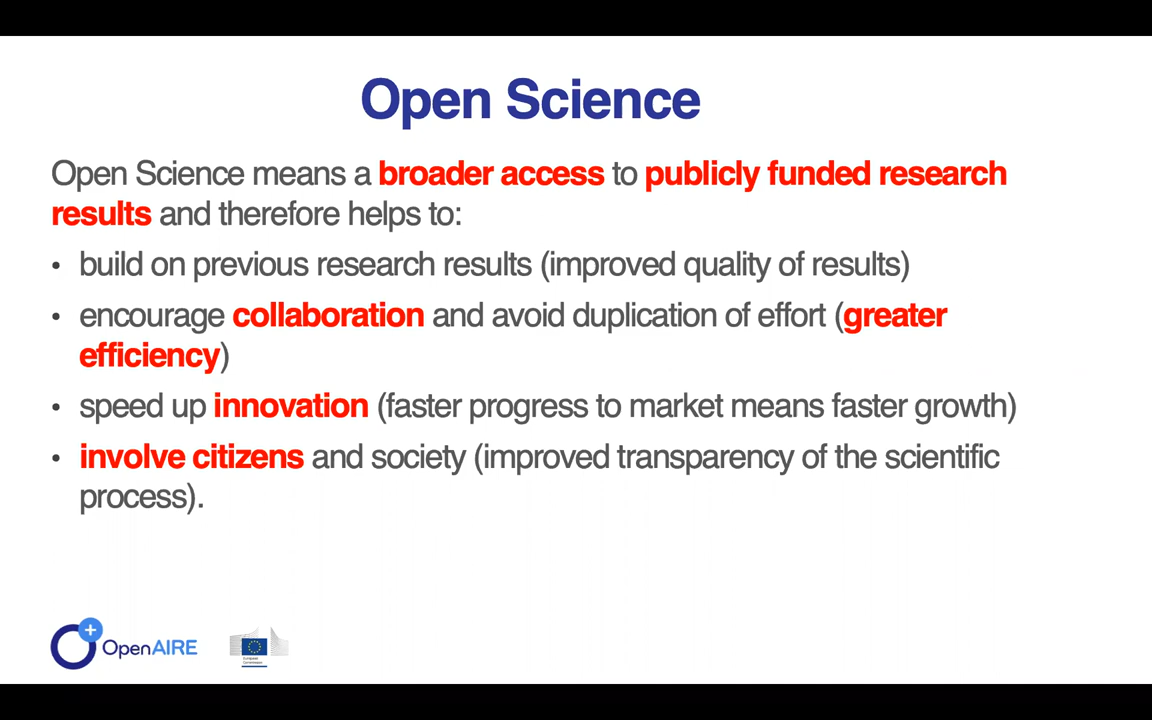 Open Science
Open Science means a broader access to publicly funded research
results and therefore helps to:
• build on previous research results (improved quality of results)
• encourage collaboration and avoid duplication of effort (greater
efficiency)
• speed up innovation (faster progress to market means faster growth)
• involve citizens and society (improved transparency of the scientific
process).
OpenAIRE
European
Commission